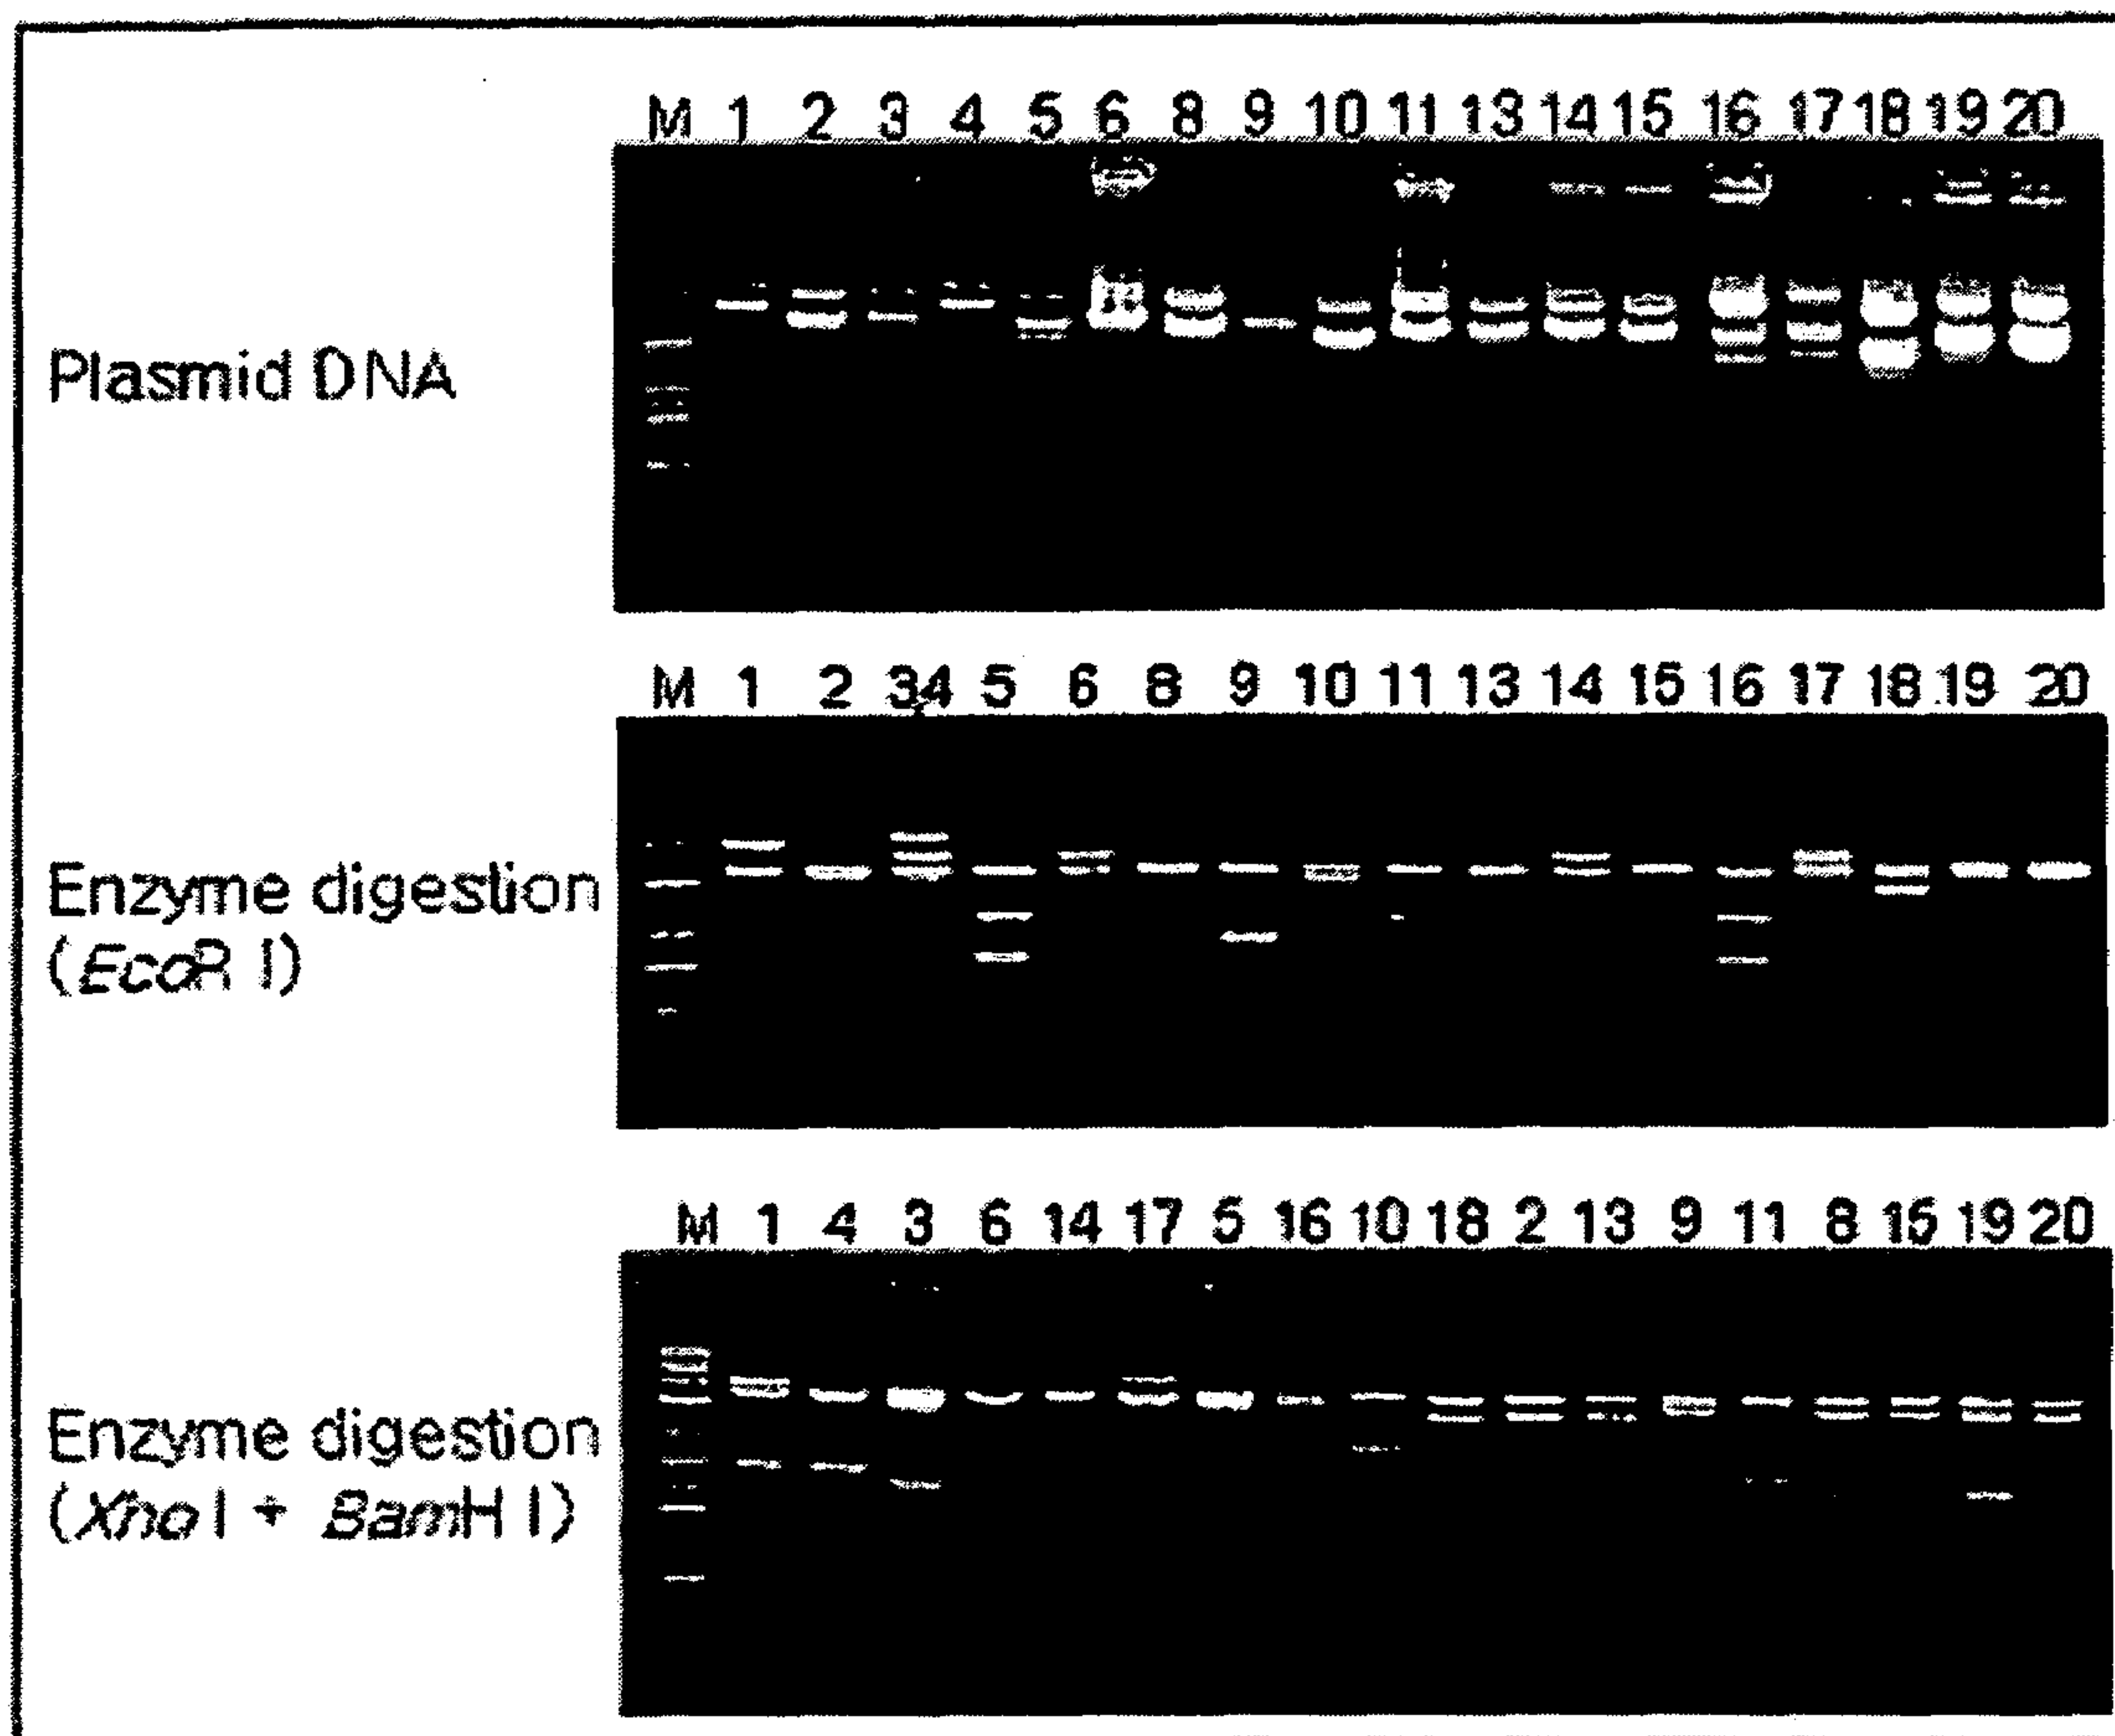 M 1 2 3 4 5 6 8 9 10 11 13 14 15 16 17 18 19 20
Plasmid DNA
M 1 2 34 5 6 8 9 10 11 13 14 15 16 17 18 19 20
Enzyme digestion
(EcoR I)
M 1 4 3 6 14 17 5 16 10 18 2 13 9 11 8 15 19 20
Enzyme digestion
(Xho I + BamH I)